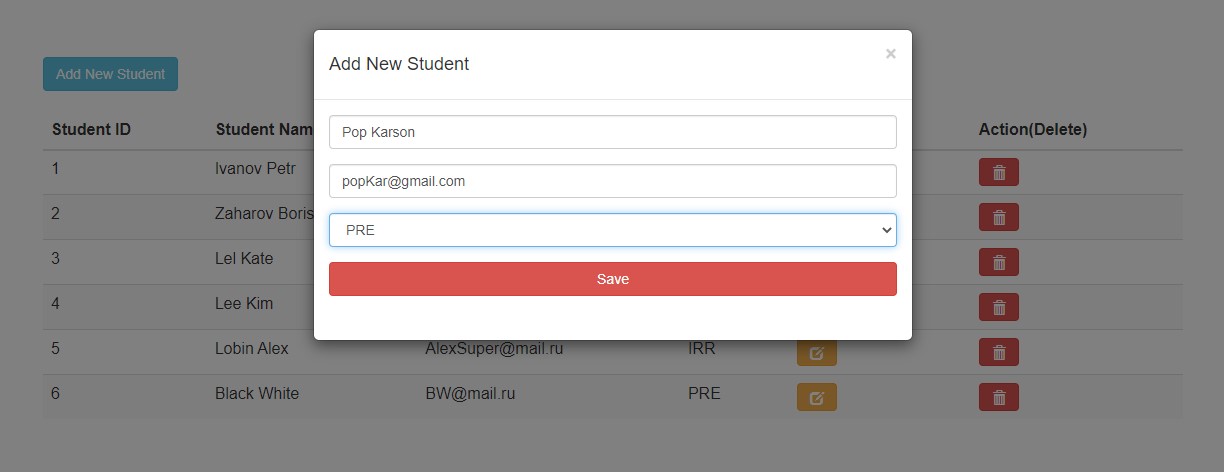 Add New Student
×
Add New Student
Pop Karson
popKar@gmail.com
PRE
Save
Student ID Student Nam Action(Delete)
1 Ivanov Petr
2 Zaharov Boris
3 Lel Kate
4 Lee Kim
5 Lobin Alex AlexSuper@mail.ru IRR
6 Black White BW@mail.ru PRE